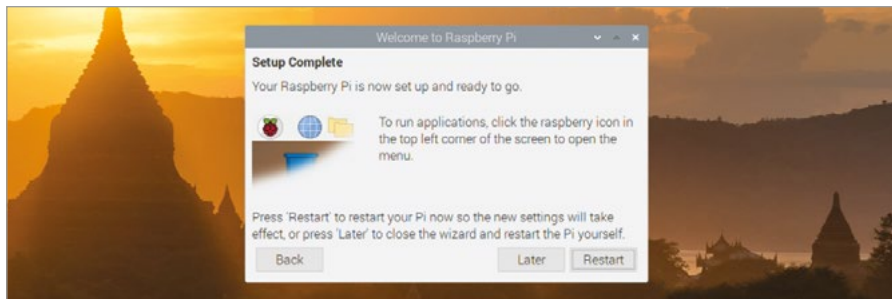 Welcome to Raspberry Pi
Setup Complete
Your Raspberry Pi is now set up and ready to go.
To run applications, click the raspberry icon in
the top left corner of the screen to open the
menu.
Press 'Restart' to restart your Pi now so the new settings will take
effect, or press 'Later' to close the wizard and restart the Pi yourself.
Back
Later
Restart